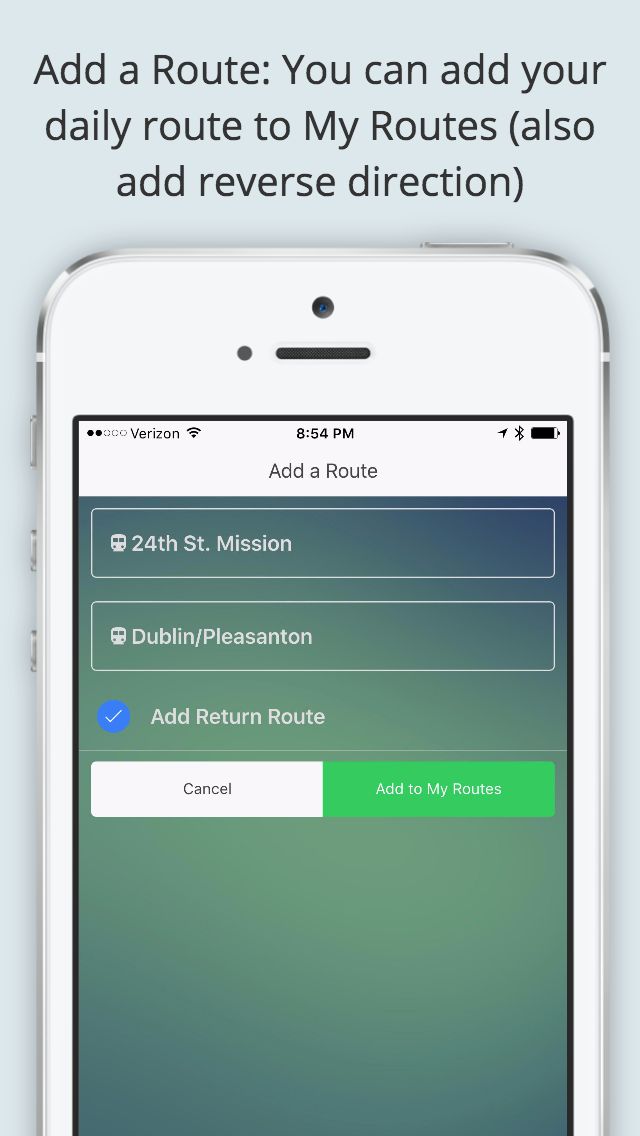 Add a Route: You can add your
daily route to My Routes (also
add reverse direction)
Verizon 8:54 PM
Add a Route
24th St. Mission
Dublin/Pleasanton
Add Return Route
Cancel Add to My Routes